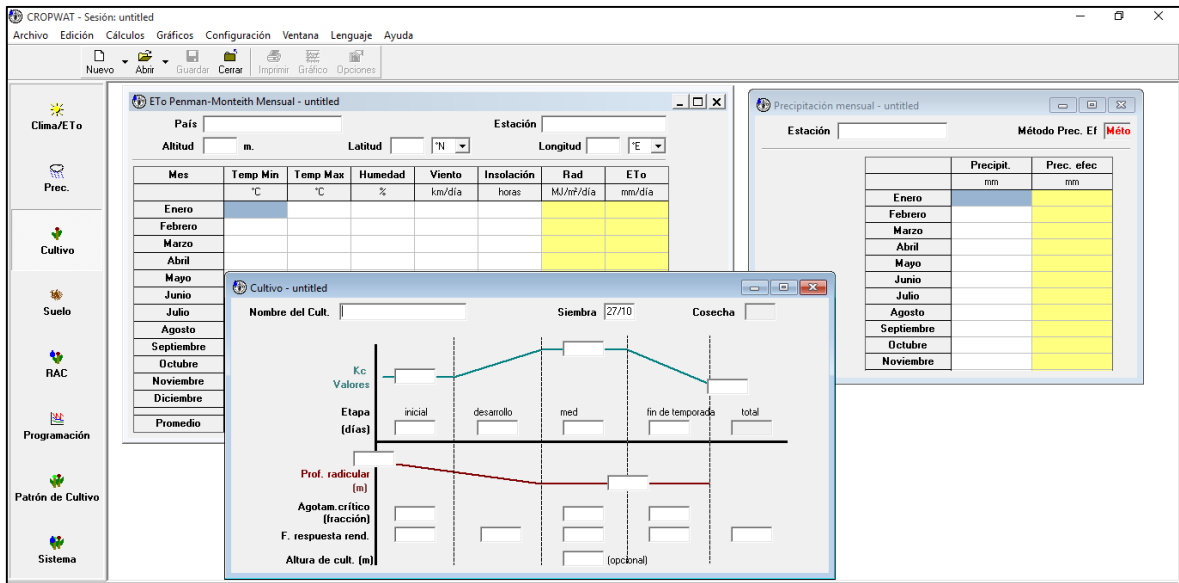 CROPWAT - Sesión: untitled
Archivo Edición Cálculos Gráficos Configuración Ventana Lenguaje Ayuda
Nuevo Abrir Guardar Cerrar Imprimir Gráfico Opciones
Clima/ETo
Prec.
Cultivo
Suelo
RAC
Programación
Patrón de Cultivo
Sistema
ETo Penman-Monteith Mensual - untitled
País Estación
Altitud m. Latitud °N Longitud °E
Mes Temp Min Temp Max Humedad Viento Insolación Rad ETo
°C °C % km/día horas MJ/m²/día mm/día
Enero
Febrero
Marzo
Abril
Mayo
Junio
Julio
Agosto
Septiembre
Octubre
Noviembre
Diciembre
Promedio
Precipitación mensual - untitled
Estación Método Prec. Ef Méto
Precipit. Prec. efec
mm mm
Enero
Febrero
Marzo
Abril
Mayo
Junio
Julio
Agosto
Septiembre
Octubre
Noviembre
Cultivo - untitled
Nombre del Cult. Siembra 27/10 Cosecha
Kc
Valores
Etapa inicial desarrollo med fin de temporada total
(días)
Prof. radicular
(m)
Agotam.crítico
(fracción)
F. respuesta rend.
Altura de cult. (m) (opcional)